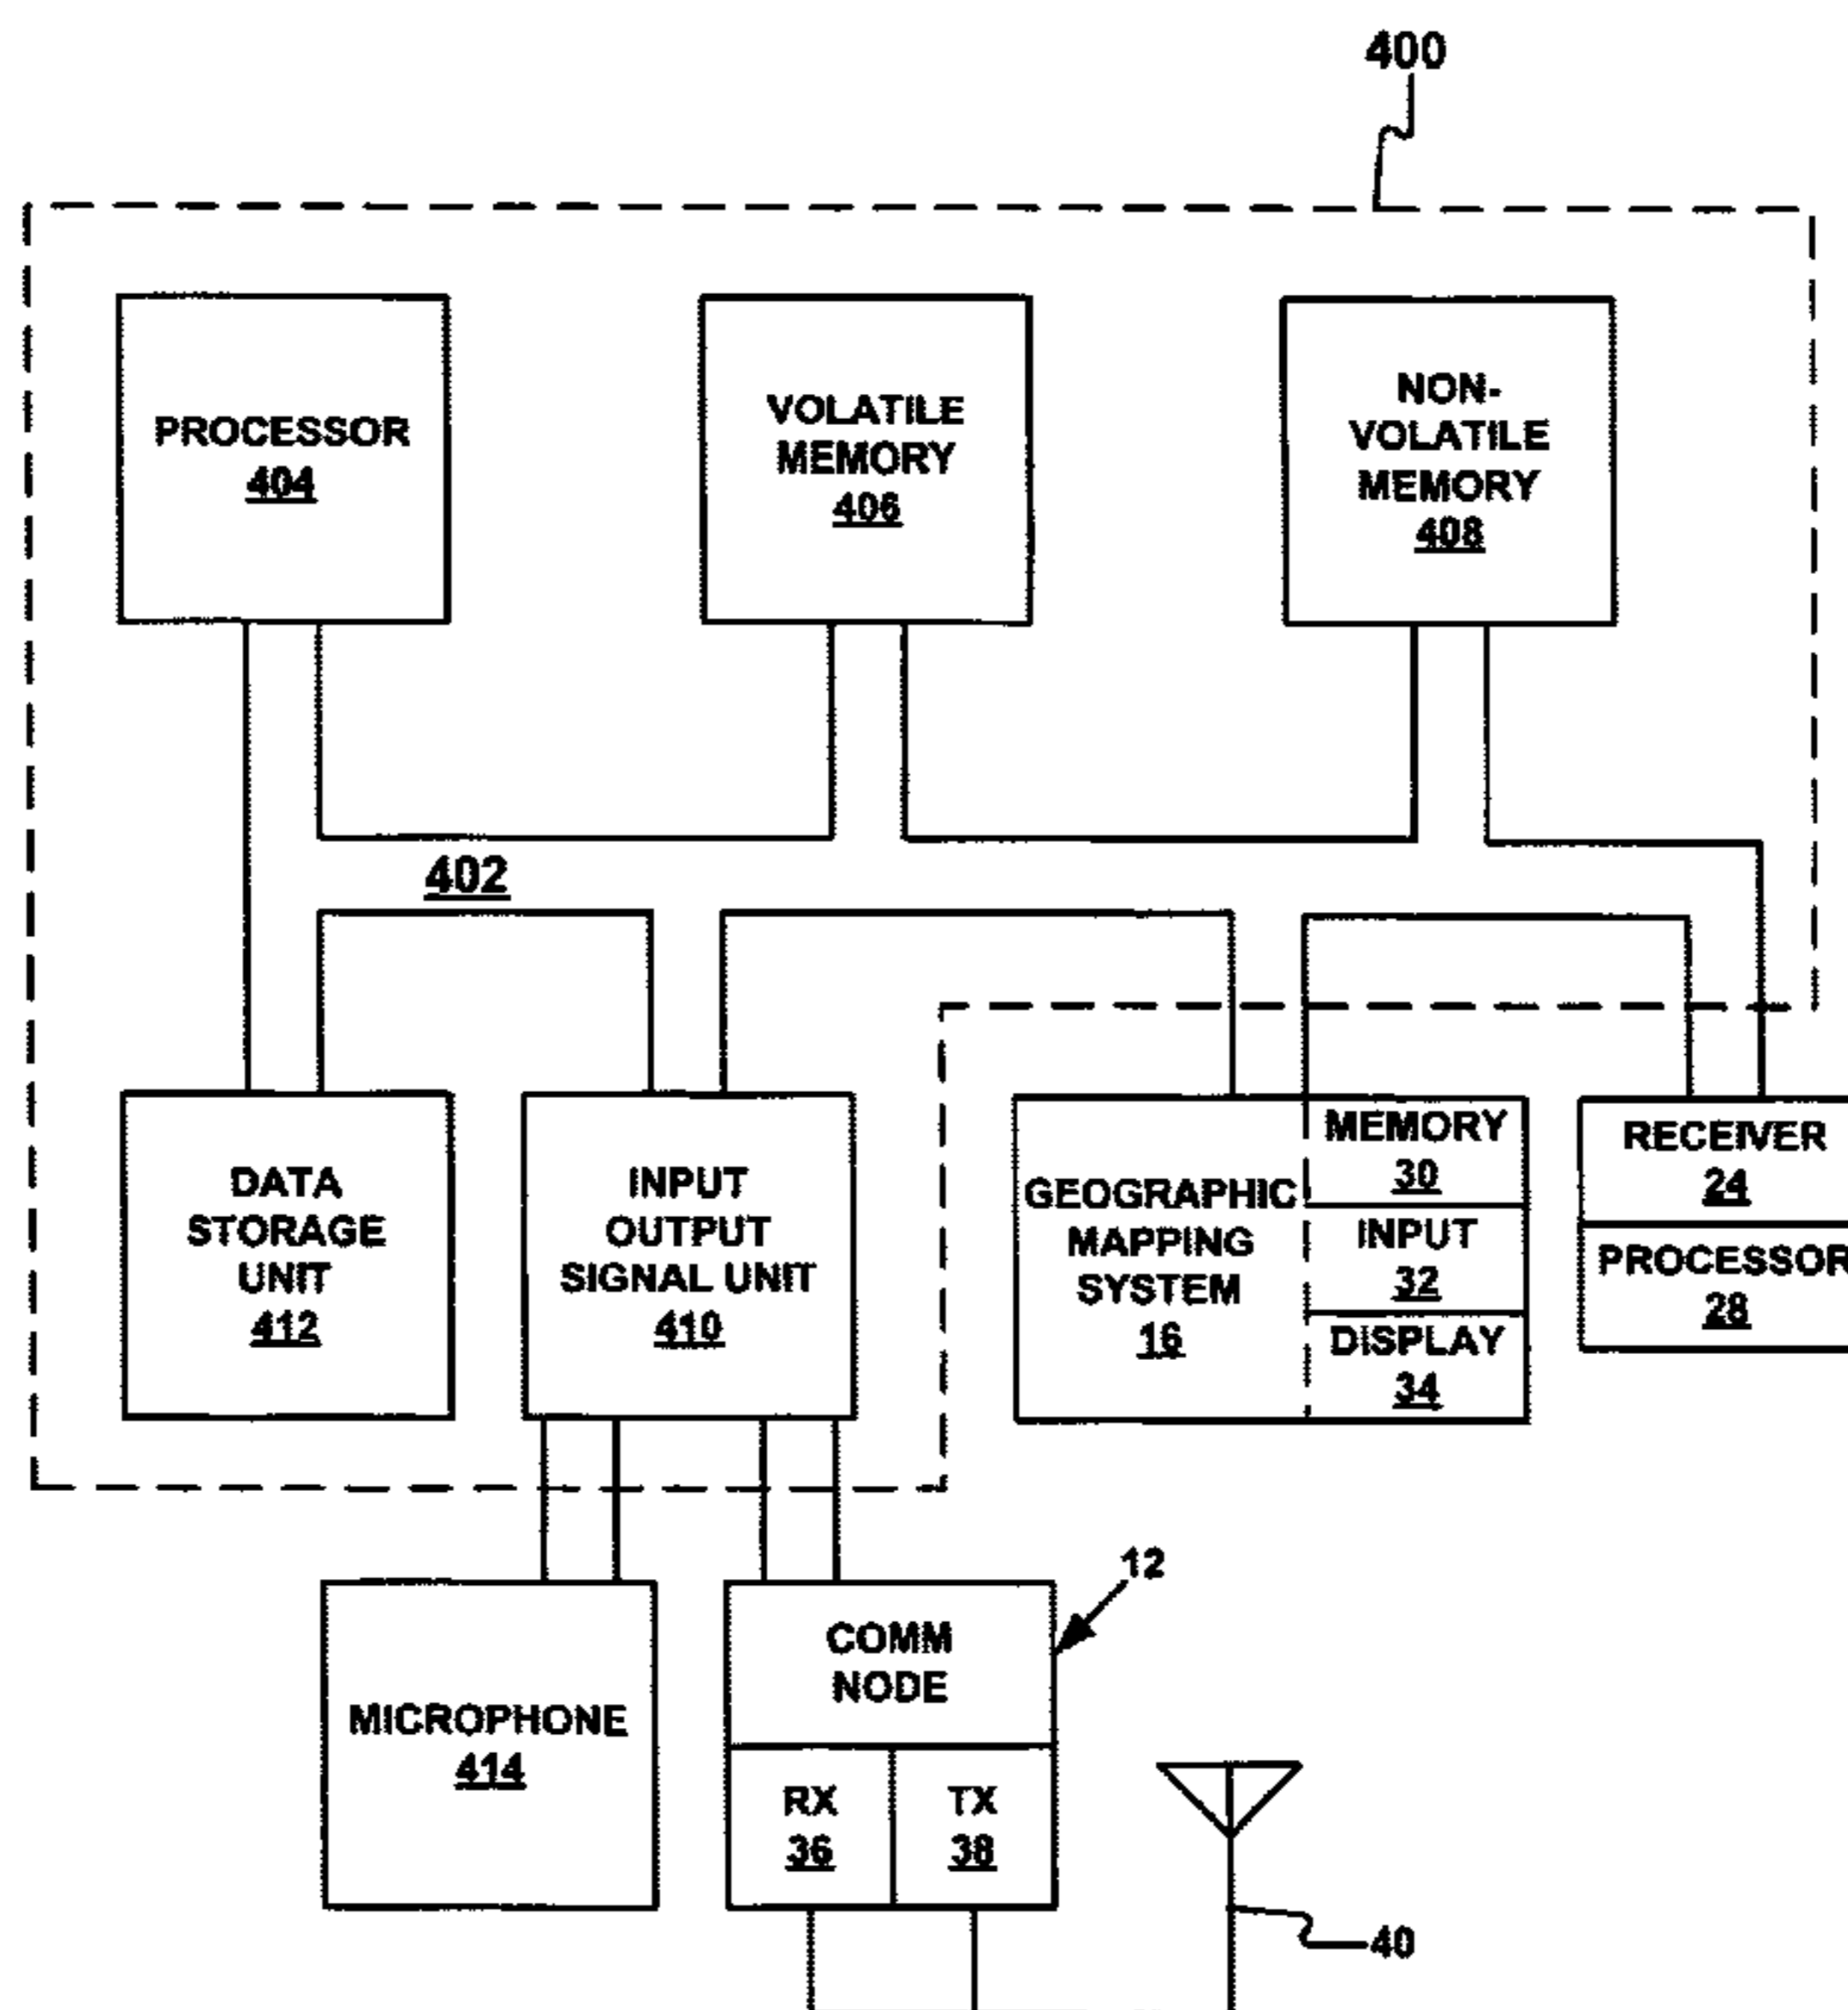 400
PROCESSOR
404
VOLATILE
MEMORY
406
NON-
VOLATILE
MEMORY
408
402
DATA
STORAGE
UNIT
412
INPUT
OUTPUT
SIGNAL UNIT
410
GEOGRAPHIC
MAPPING
SYSTEM
16
MEMORY
30
INPUT
32
DISPLAY
34
RECEIVER
24
PROCESSOR
28
MICROPHONE
414
12
COMM
NODE
RX
36
TX
38
40